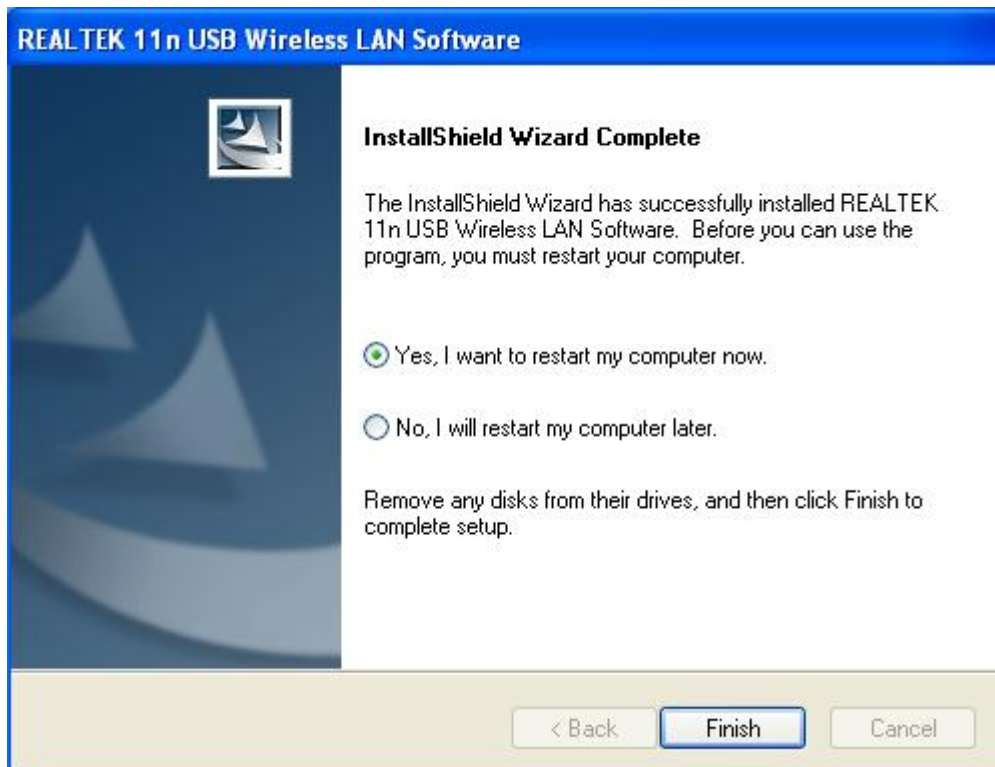 REALTEK 11n USB Wireless LAN Software
InstallShield Wizard Complete
The InstallShield Wizard has successfully installed REALTEK
11n USB Wireless LAN Software.  Before you can use the
program, you must restart your computer.
Yes, I want to restart my computer now.
No, I will restart my computer later.
Remove any disks from their drives, and then click Finish to
complete setup.
< Back
Finish
Cancel